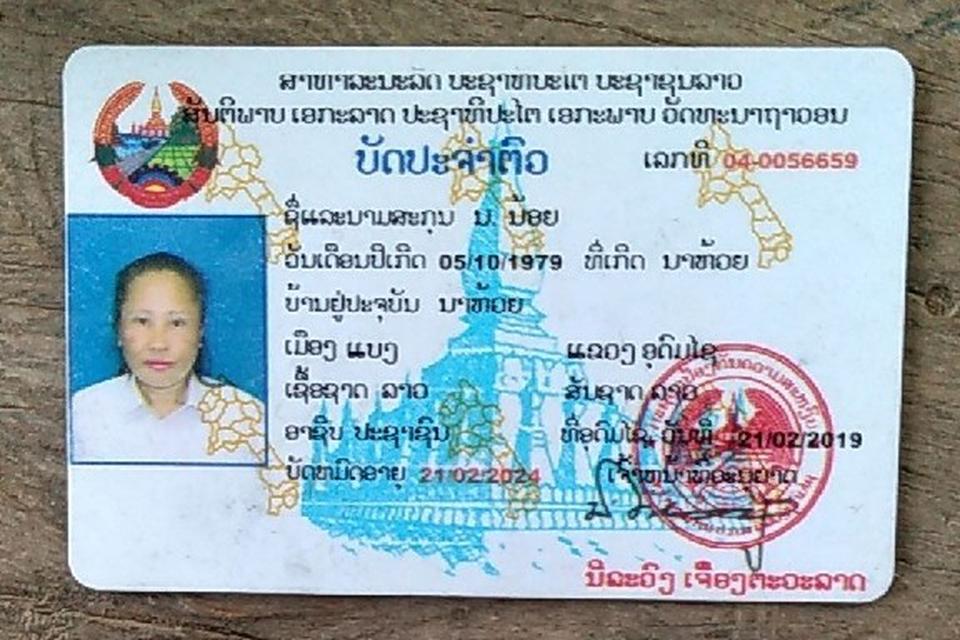 ສາທາລະນະລັດ ປະຊາທິປະໄຕ ປະຊາຊົນລາວ
ສັນຕິພາບ ເອກະລາດ ປະຊາທິປະໄຕ ເອກະພາບ ວັດທະນາຖາວອນ
ບັດປະຈຳຕົວ ເລກທີ 04-0056659
ຊື່ແລະນາມສະກຸນ ນ. ນ້ອຍ
ວັນເດືອນປີເກີດ 05/10/1979 ທີ່ເກີດ ນາຫ້ອຍ
ບ້ານຢູ່ປະຈຸບັນ ນາຫ້ອຍ
ເມືອງ ແບງ ແຂວງ ອຸດົມໄຊ
ເຊື້ອຊາດ ລາວ ສັນຊາດ ລາວ
ອາຊີບ ປະຊາຊົນ ທີ່ອຸດົມໄຊ, ວັນທີ 21/02/2019
ບັດຫມົດອາຍຸ 21/02/2024 ເຈົ້າຫນ້າທີ່ອະນຸຍາດ
ນີລະວົງ ເຈືອງຕະວະລາດ